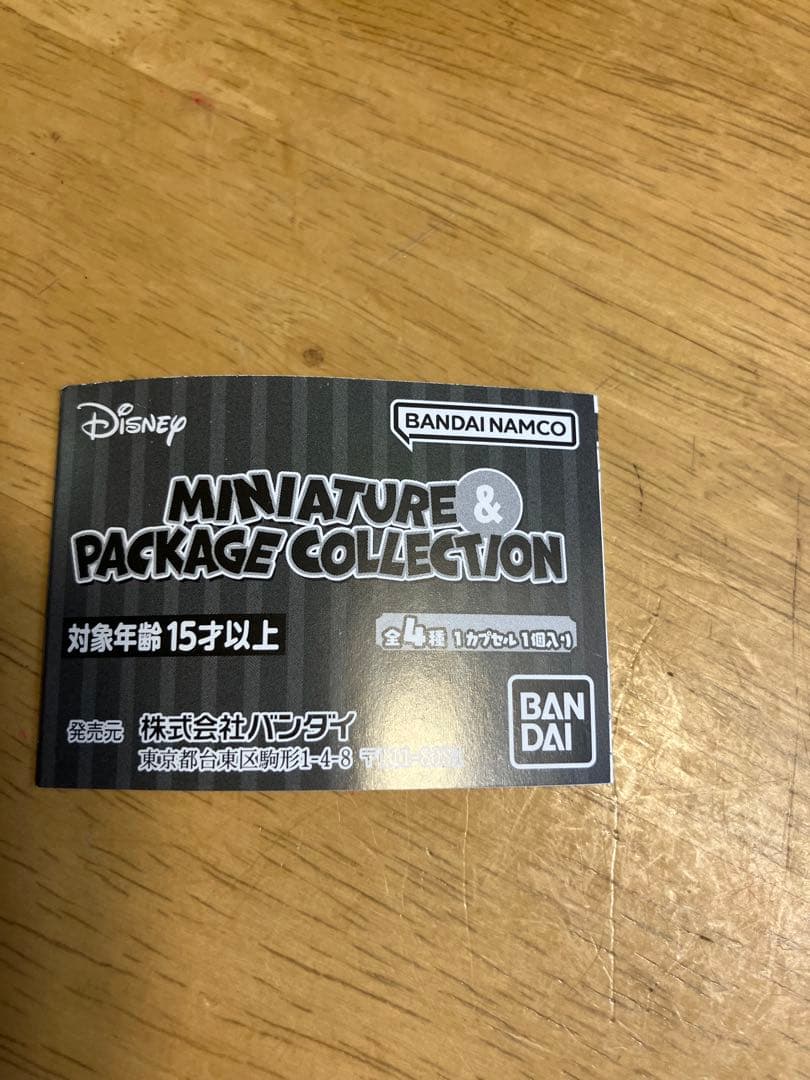 Disney
BANDAI NAMCO
MINIATURE &
PACKAGE COLLECTION
対象年齢 15才以上
全4種 1カプセル1個入り
発売元 株式会社バンダイ
東京都台東区駒形1-4-8
BAN
DAI